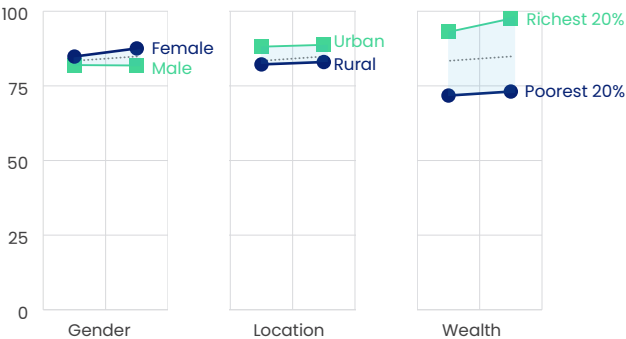 100
75
50
25
0
Female
Male
Gender
Urban
Rural
Location
Richest 20%
Poorest 20%
Wealth